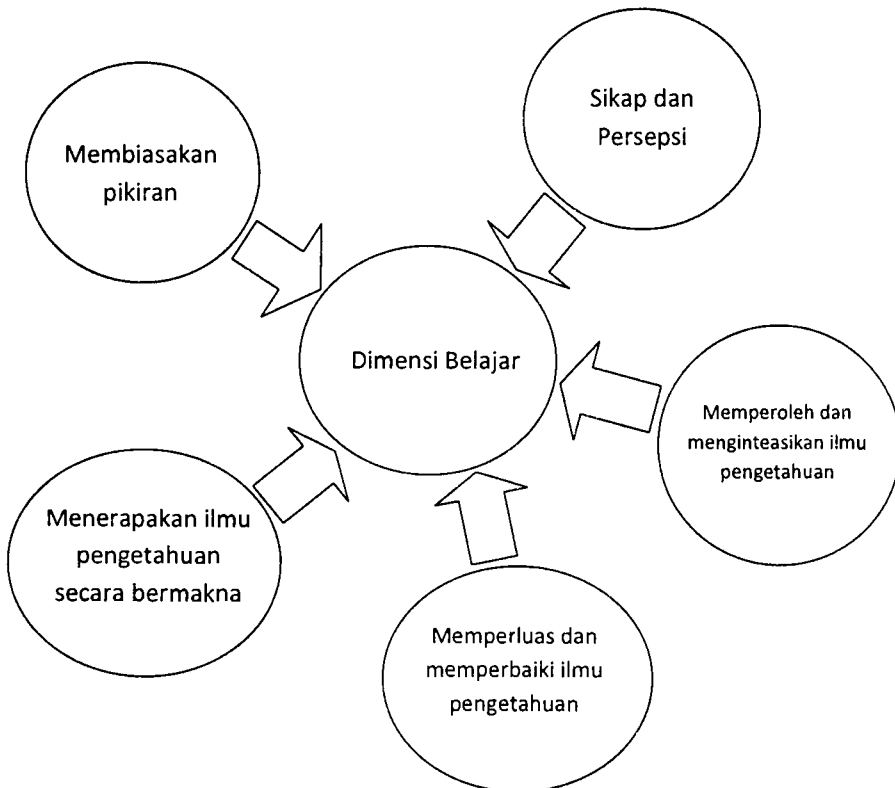 Sikap dan
Persepsi
Membiasakan
pikiran
Dimensi Belajar
Memperoleh dan
menginteasikan ilmu
pengetahuan
Menerapakan ilmu
pengetahuan
secara bermakna
Memperluas dan
memperbaiki ilmu
pengetahuan